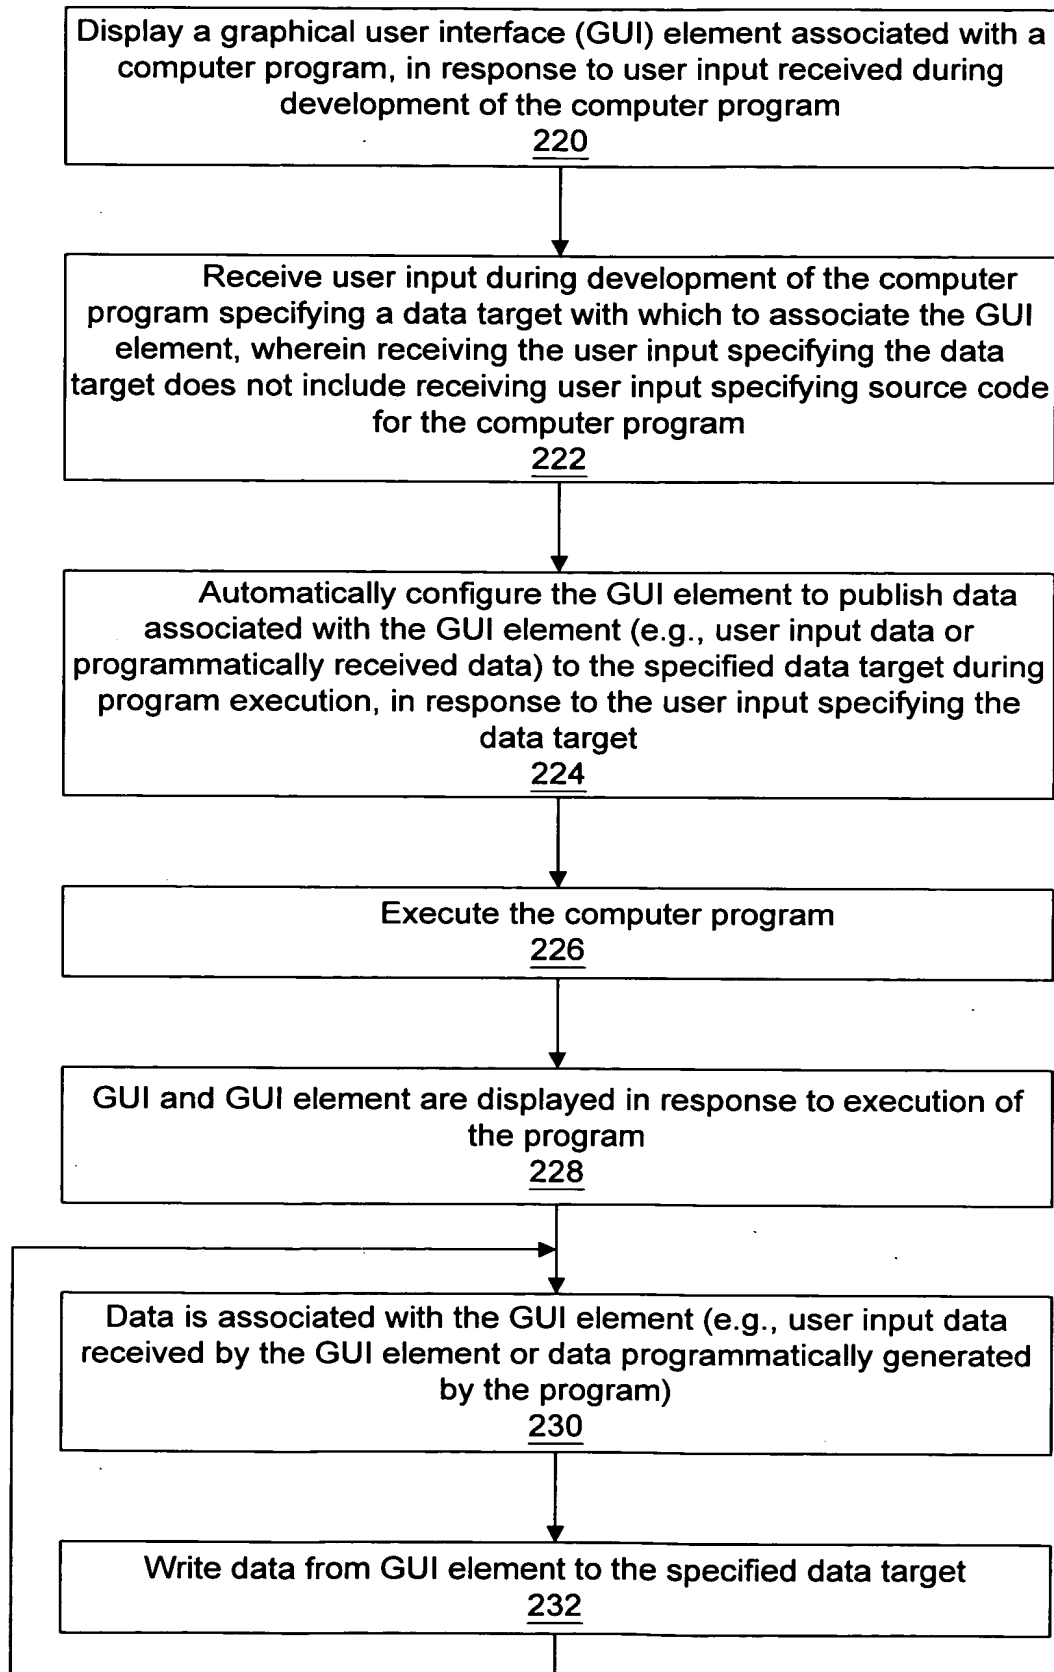 Display a graphical user interface (GUI) element associated with a
computer program, in response to user input received during
development of the computer program
220
Receive user input during development of the computer
program specifying a data target with which to associate the GUI
element, wherein receiving the user input specifying the data
target does not include receiving user input specifying source code
for the computer program
222
Automatically configure the GUI element to publish data
associated with the GUI element (e.g., user input data or
programmatically received data) to the specified data target during
program execution, in response to the user input specifying the
data target
224
Execute the computer program
226
GUI and GUI element are displayed in response to execution of
the program
228
Data is associated with the GUI element (e.g., user input data
received by the GUI element or data programmatically generated
by the program)
230
Write data from GUI element to the specified data target
232